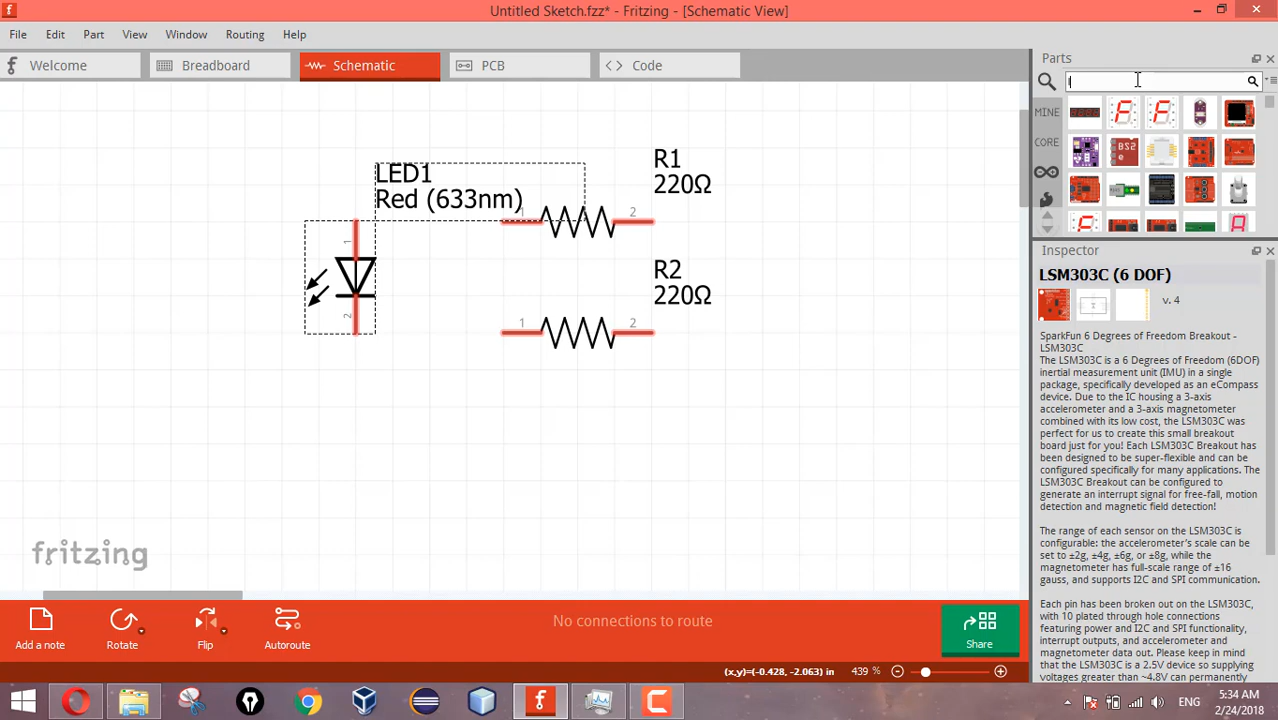 Untitled Sketch.fzz* - Fritzing - [Schematic View]
File Edit Part View Window Routing Help
Welcome Breadboard Schematic PCB Code
Parts
MINE
CORE
LED1
Red (633nm)
1
2
R1
220Ω
1 2
R2
220Ω
1 2
fritzing
Inspector
LSM303C (6 DOF)
v. 4
SparkFun 6 Degrees of Freedom Breakout -
LSM303C
The LSM303C is a 6 Degrees of Freedom (6DOF)
inertial measurement unit (IMU) in a single
package, specifically developed as an eCompass
device. Due to the IC housing a 3-axis
accelerometer and a 3-axis magnetometer
combined with its low cost, the LSM303C was
perfect for us to create this small breakout
board just for you! Each LSM303C Breakout has
been designed to be super-flexible and can be
configured specifically for many applications. The
LSM303C Breakout can be configured to
generate an interrupt signal for free-fall, motion
detection and magnetic field detection!
The range of each sensor on the LSM303C is
configurable: the accelerometer's scale can be
set to ±2g, ±4g, ±6g, or ±8g, while the
magnetometer has full-scale range of ±16
gauss, and supports I2C and SPI communication.
Each pin has been broken out on the LSM303C,
with 10 plated through hole connections
featuring power and I2C and SPI functionality,
interrupt outputs, and accelerometer and
magnetometer data out. Please keep in mind
that the LSM303C is a 2.5V device so supplying
voltages greater than ~4.8V can permanently
Add a note Rotate Flip Autoroute
No connections to route
Share
(x,y)=(-0.428, -2.063) in 439 %
ENG
5:34 AM
2/24/2018